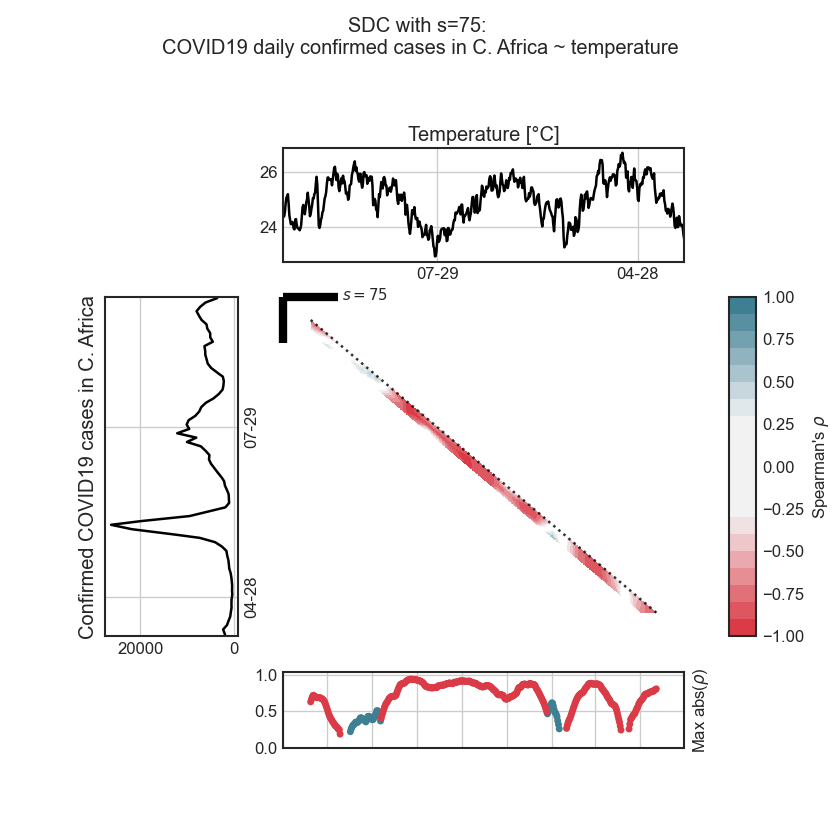 SDC with s=75:
COVID19 daily confirmed cases in C. Africa ~ temperature
Temperature [°C]
26
24
07-29
04-28
s = 75
Confirmed COVID19 cases in C. Africa
07-29
04-28
20000
0
1.00
0.75
0.50
0.25
0.00
−0.25
−0.50
−0.75
−1.00
Spearman's ρ
1.0
0.5
0.0
Max abs(ρ)